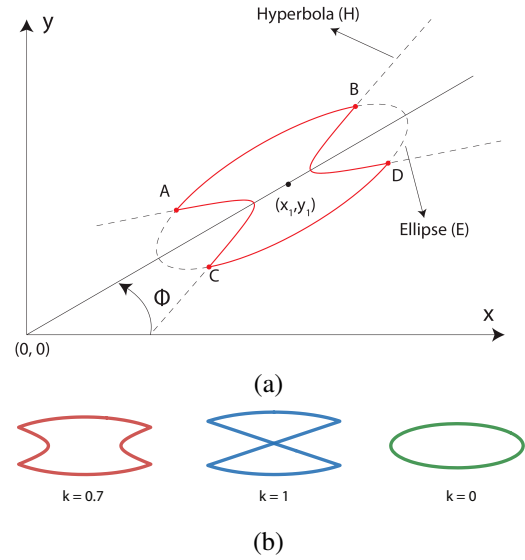 y
Hyperbola (H)
B
A
D
(x₁,y₁)
Ellipse (E)
C
Φ
x
(0, 0)
(a)
k = 0.7
k = 1
k = 0
(b)